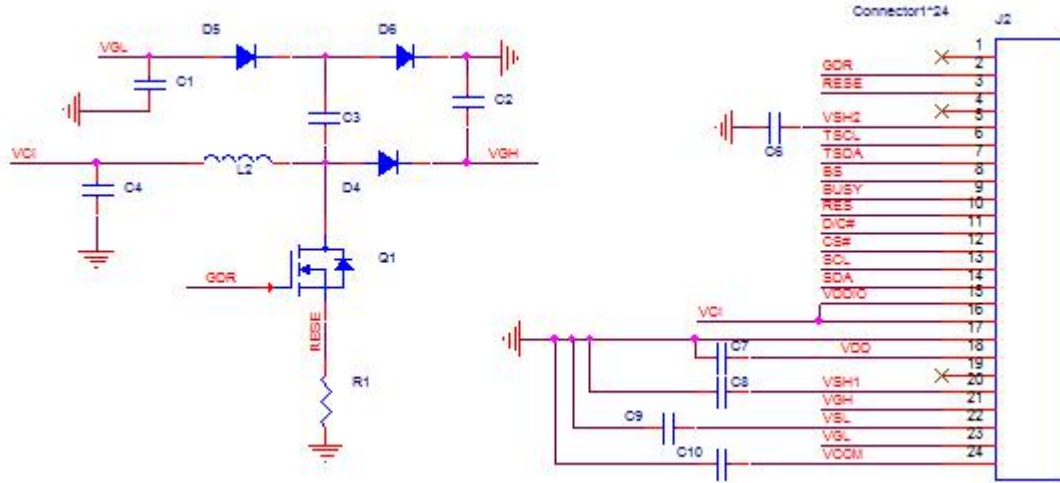 Connector1*24
J2
D5
D6
VGL
C1
C2
C3
VCI
L2
VGH
C4
D4
Q1
GDR
RESE
R1
1
2
GDR
3
RESE
4
5
VSH2
C6
6
TSCL
7
TSDA
8
BS
9
BUSY
10
RES
11
D/C#
12
CS#
13
SCL
14
SDA
15
VDDIO
16
VCI
17
18
C7
VDD
19
20
C8
VSH1
21
VGH
22
C9
VSL
23
VGL
24
C10
VCOM